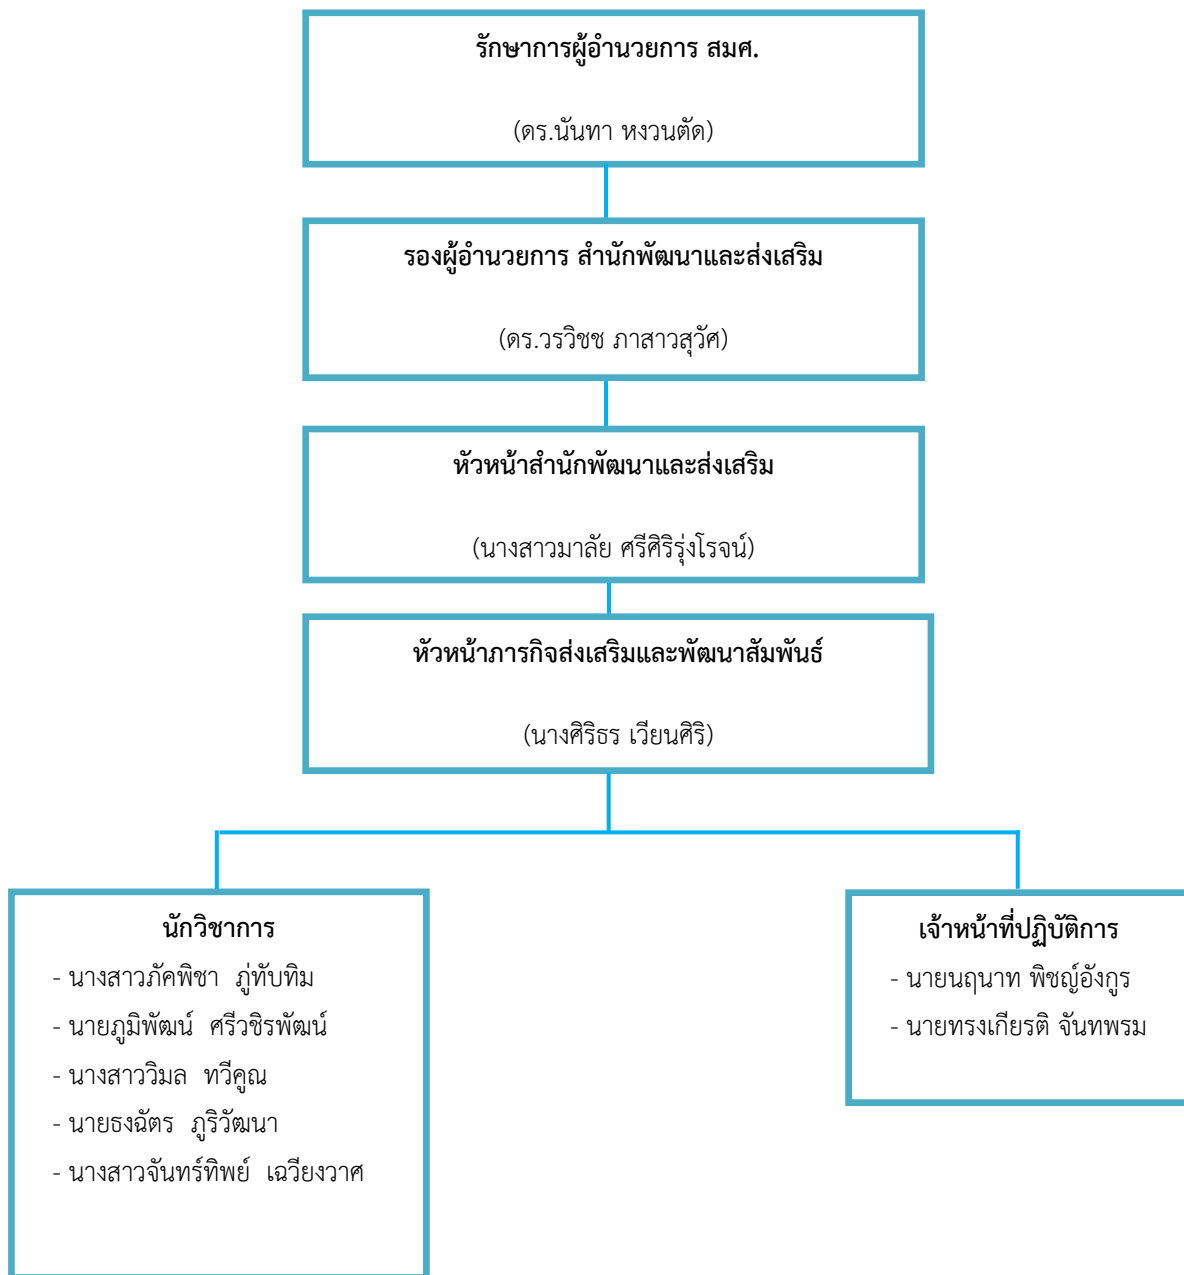 รักษาการผู้อำนวยการ สมศ.
(ดร.นันทา หงวนตัด)
รองผู้อำนวยการ สำนักพัฒนาและส่งเสริม
(ดร.วรวิชช ภาสาวสุวัศ)
หัวหน้าสำนักพัฒนาและส่งเสริม
(นางสาวมาลัย ศรีศิริรุ่งโรจน์)
หัวหน้าภารกิจส่งเสริมและพัฒนาสัมพันธ์
(นางศิริธร เวียนศิริ)
นักวิชาการ
- นางสาวภัคพิชา ภู่ทับทิม
- นายภูมิพัฒน์ ศรีวชิรพัฒน์
- นางสาววิมล ทวีคูณ
- นายธงฉัตร ภูริวัฒนา
- นางสาวจันทร์ทิพย์ เฉวียงวาศ
เจ้าหน้าที่ปฏิบัติการ
- นายนฤนาท พิชญ์อังกูร
- นายทรงเกียรติ จันทพรม